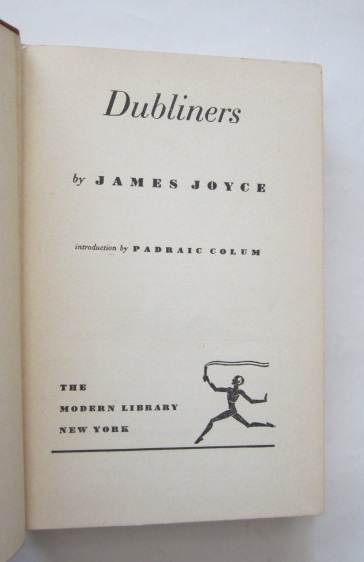 Dubliners
by JAMES JOYCE
introduction by PADRAIC COLUM
THE
MODERN LIBRARY
NEW YORK